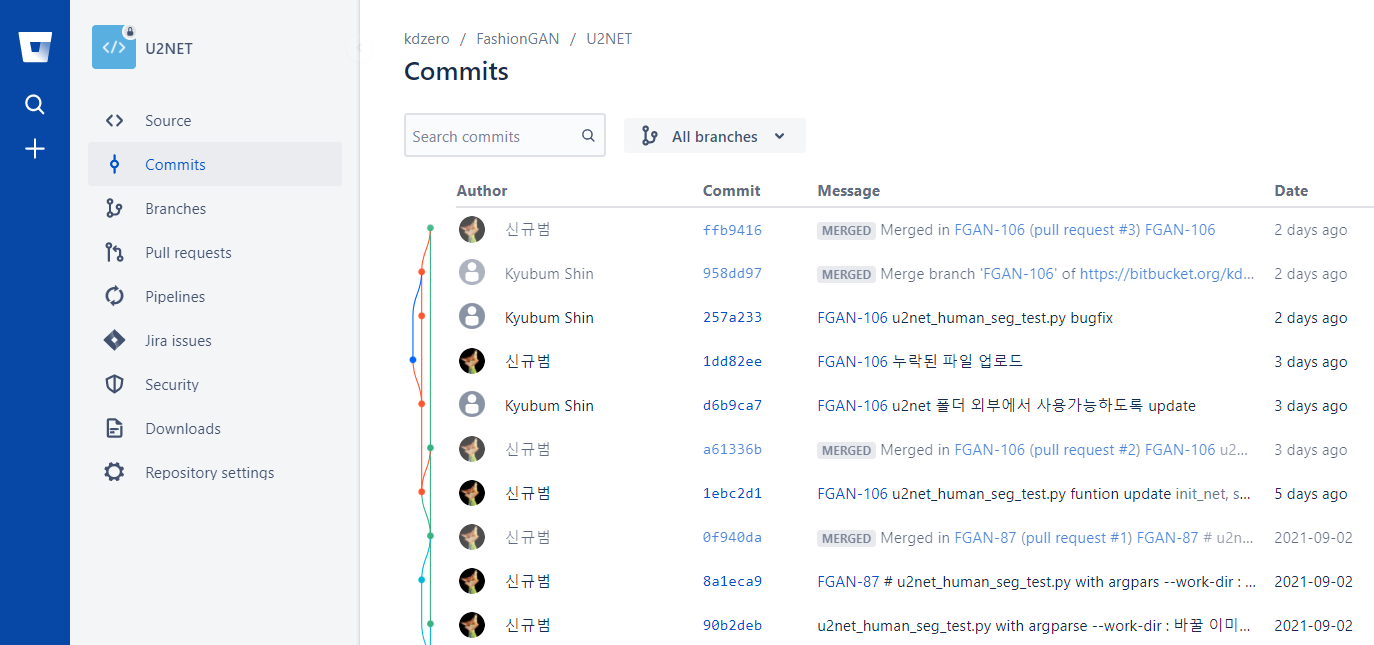 U2NET
Source
Commits
Branches
Pull requests
Pipelines
Jira issues
Security
Downloads
Repository settings
kdzero / FashionGAN / U2NET
Commits
Search commits
All branches
Author Commit Message Date
신규범 ffb9416 MERGED Merged in FGAN-106 (pull request #3) FGAN-106 2 days ago
Kyubum Shin 958dd97 MERGED Merge branch 'FGAN-106' of https://bitbucket.org/kd... 2 days ago
Kyubum Shin 257a233 FGAN-106 u2net_human_seg_test.py bugfix 2 days ago
신규범 1dd82ee FGAN-106 누락된 파일 업로드 3 days ago
Kyubum Shin d6b9ca7 FGAN-106 u2net 폴더 외부에서 사용가능하도록 update 3 days ago
신규범 a61336b MERGED Merged in FGAN-106 (pull request #2) FGAN-106 u2... 3 days ago
신규범 1ebc2d1 FGAN-106 u2net_human_seg_test.py funtion update init_net, s... 5 days ago
신규범 0f940da MERGED Merged in FGAN-87 (pull request #1) FGAN-87 # u2n... 2021-09-02
신규범 8a1eca9 FGAN-87 # u2net_human_seg_test.py with argpars --work-dir : ... 2021-09-02
신규범 90b2deb u2net_human_seg_test.py with argparse --work-dir : 바꿀 이미... 2021-09-02